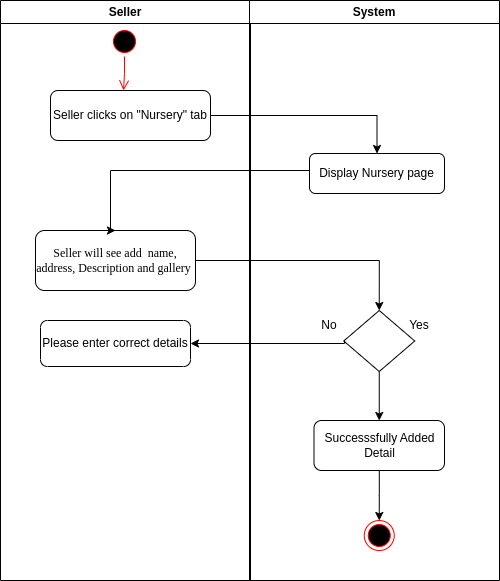 Seller
System
Seller clicks on "Nursery" tab
Display Nursery page
Seller will see add name,
address, Description and gallery
No
Yes
Please enter correct details
Successsfully Added
Detail